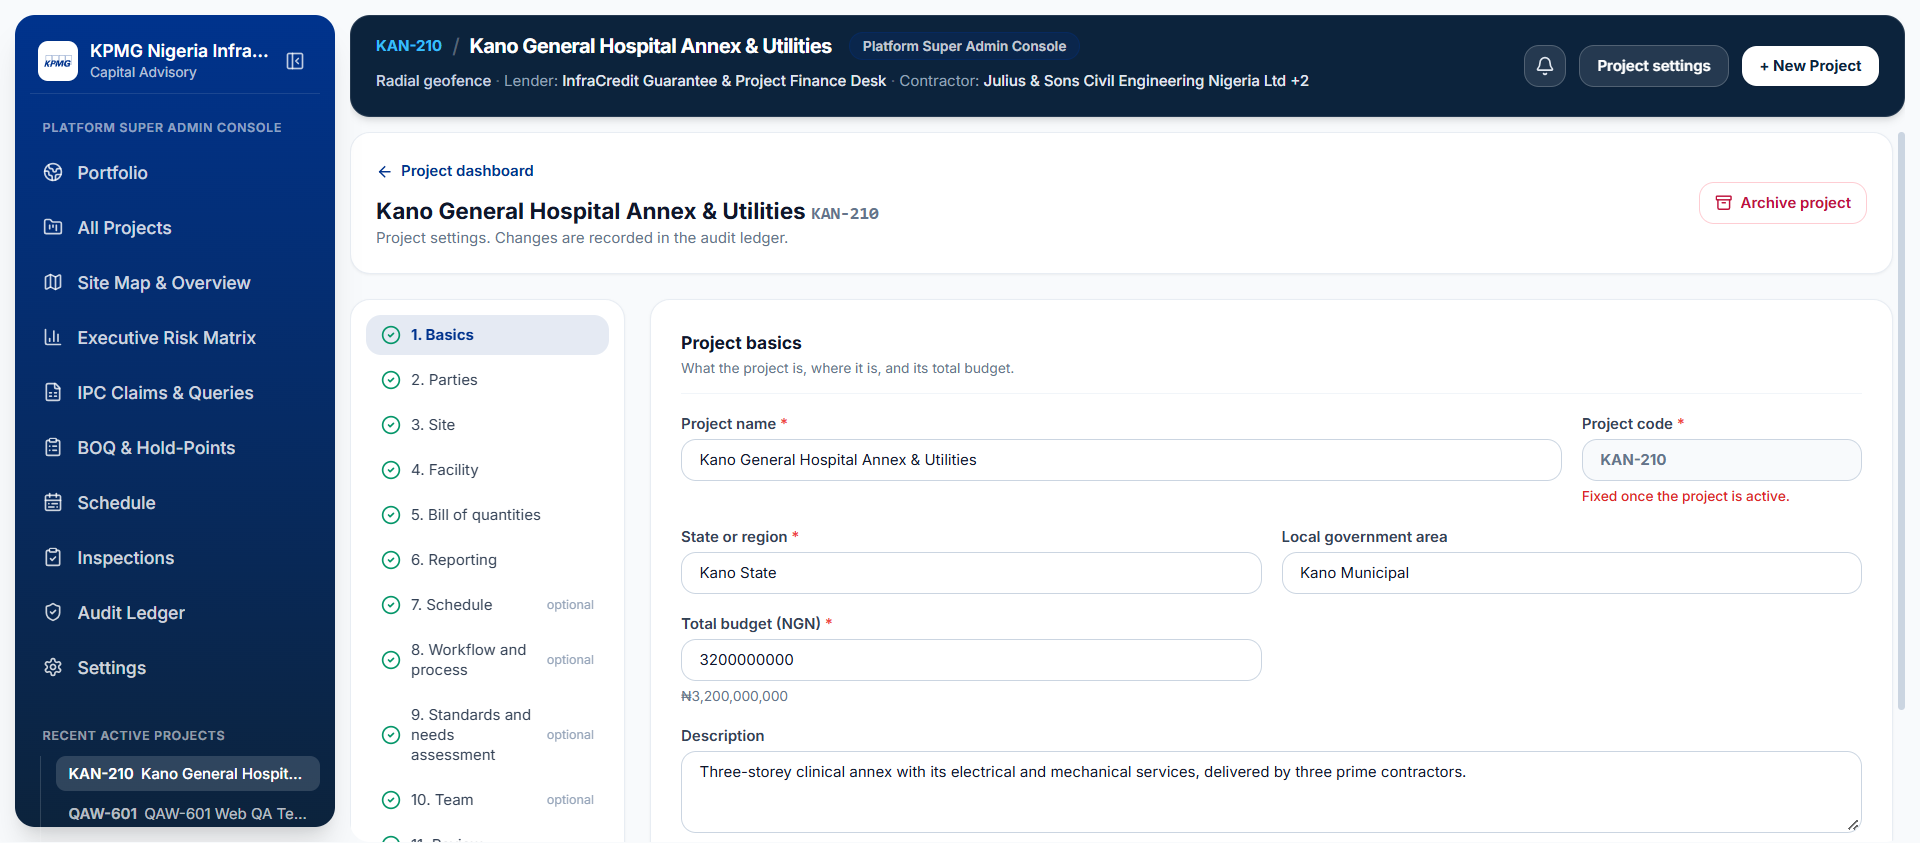 KPMG
KPMG Nigeria Infra...
Capital Advisory
PLATFORM SUPER ADMIN CONSOLE
Portfolio
All Projects
Site Map & Overview
Executive Risk Matrix
IPC Claims & Queries
BOQ & Hold-Points
Schedule
Inspections
Audit Ledger
Settings
RECENT ACTIVE PROJECTS
KAN-210 Kano General Hospit...
QAW-601 QAW-601 Web QA Te...
KAN-210 / Kano General Hospital Annex & Utilities Platform Super Admin Console
Radial geofence · Lender: InfraCredit Guarantee & Project Finance Desk · Contractor: Julius & Sons Civil Engineering Nigeria Ltd +2
Project settings
+ New Project
← Project dashboard
Kano General Hospital Annex & Utilities KAN-210
Project settings. Changes are recorded in the audit ledger.
Archive project
1. Basics
2. Parties
3. Site
4. Facility
5. Bill of quantities
6. Reporting
7. Schedule optional
8. Workflow and
process
optional
9. Standards and
needs
assessment
optional
10. Team optional
Project basics
What the project is, where it is, and its total budget.
Project name *
Kano General Hospital Annex & Utilities
Project code *
KAN-210
Fixed once the project is active.
State or region *
Kano State
Local government area
Kano Municipal
Total budget (NGN) *
3200000000
₦3,200,000,000
Description
Three-storey clinical annex with its electrical and mechanical services, delivered by three prime contractors.